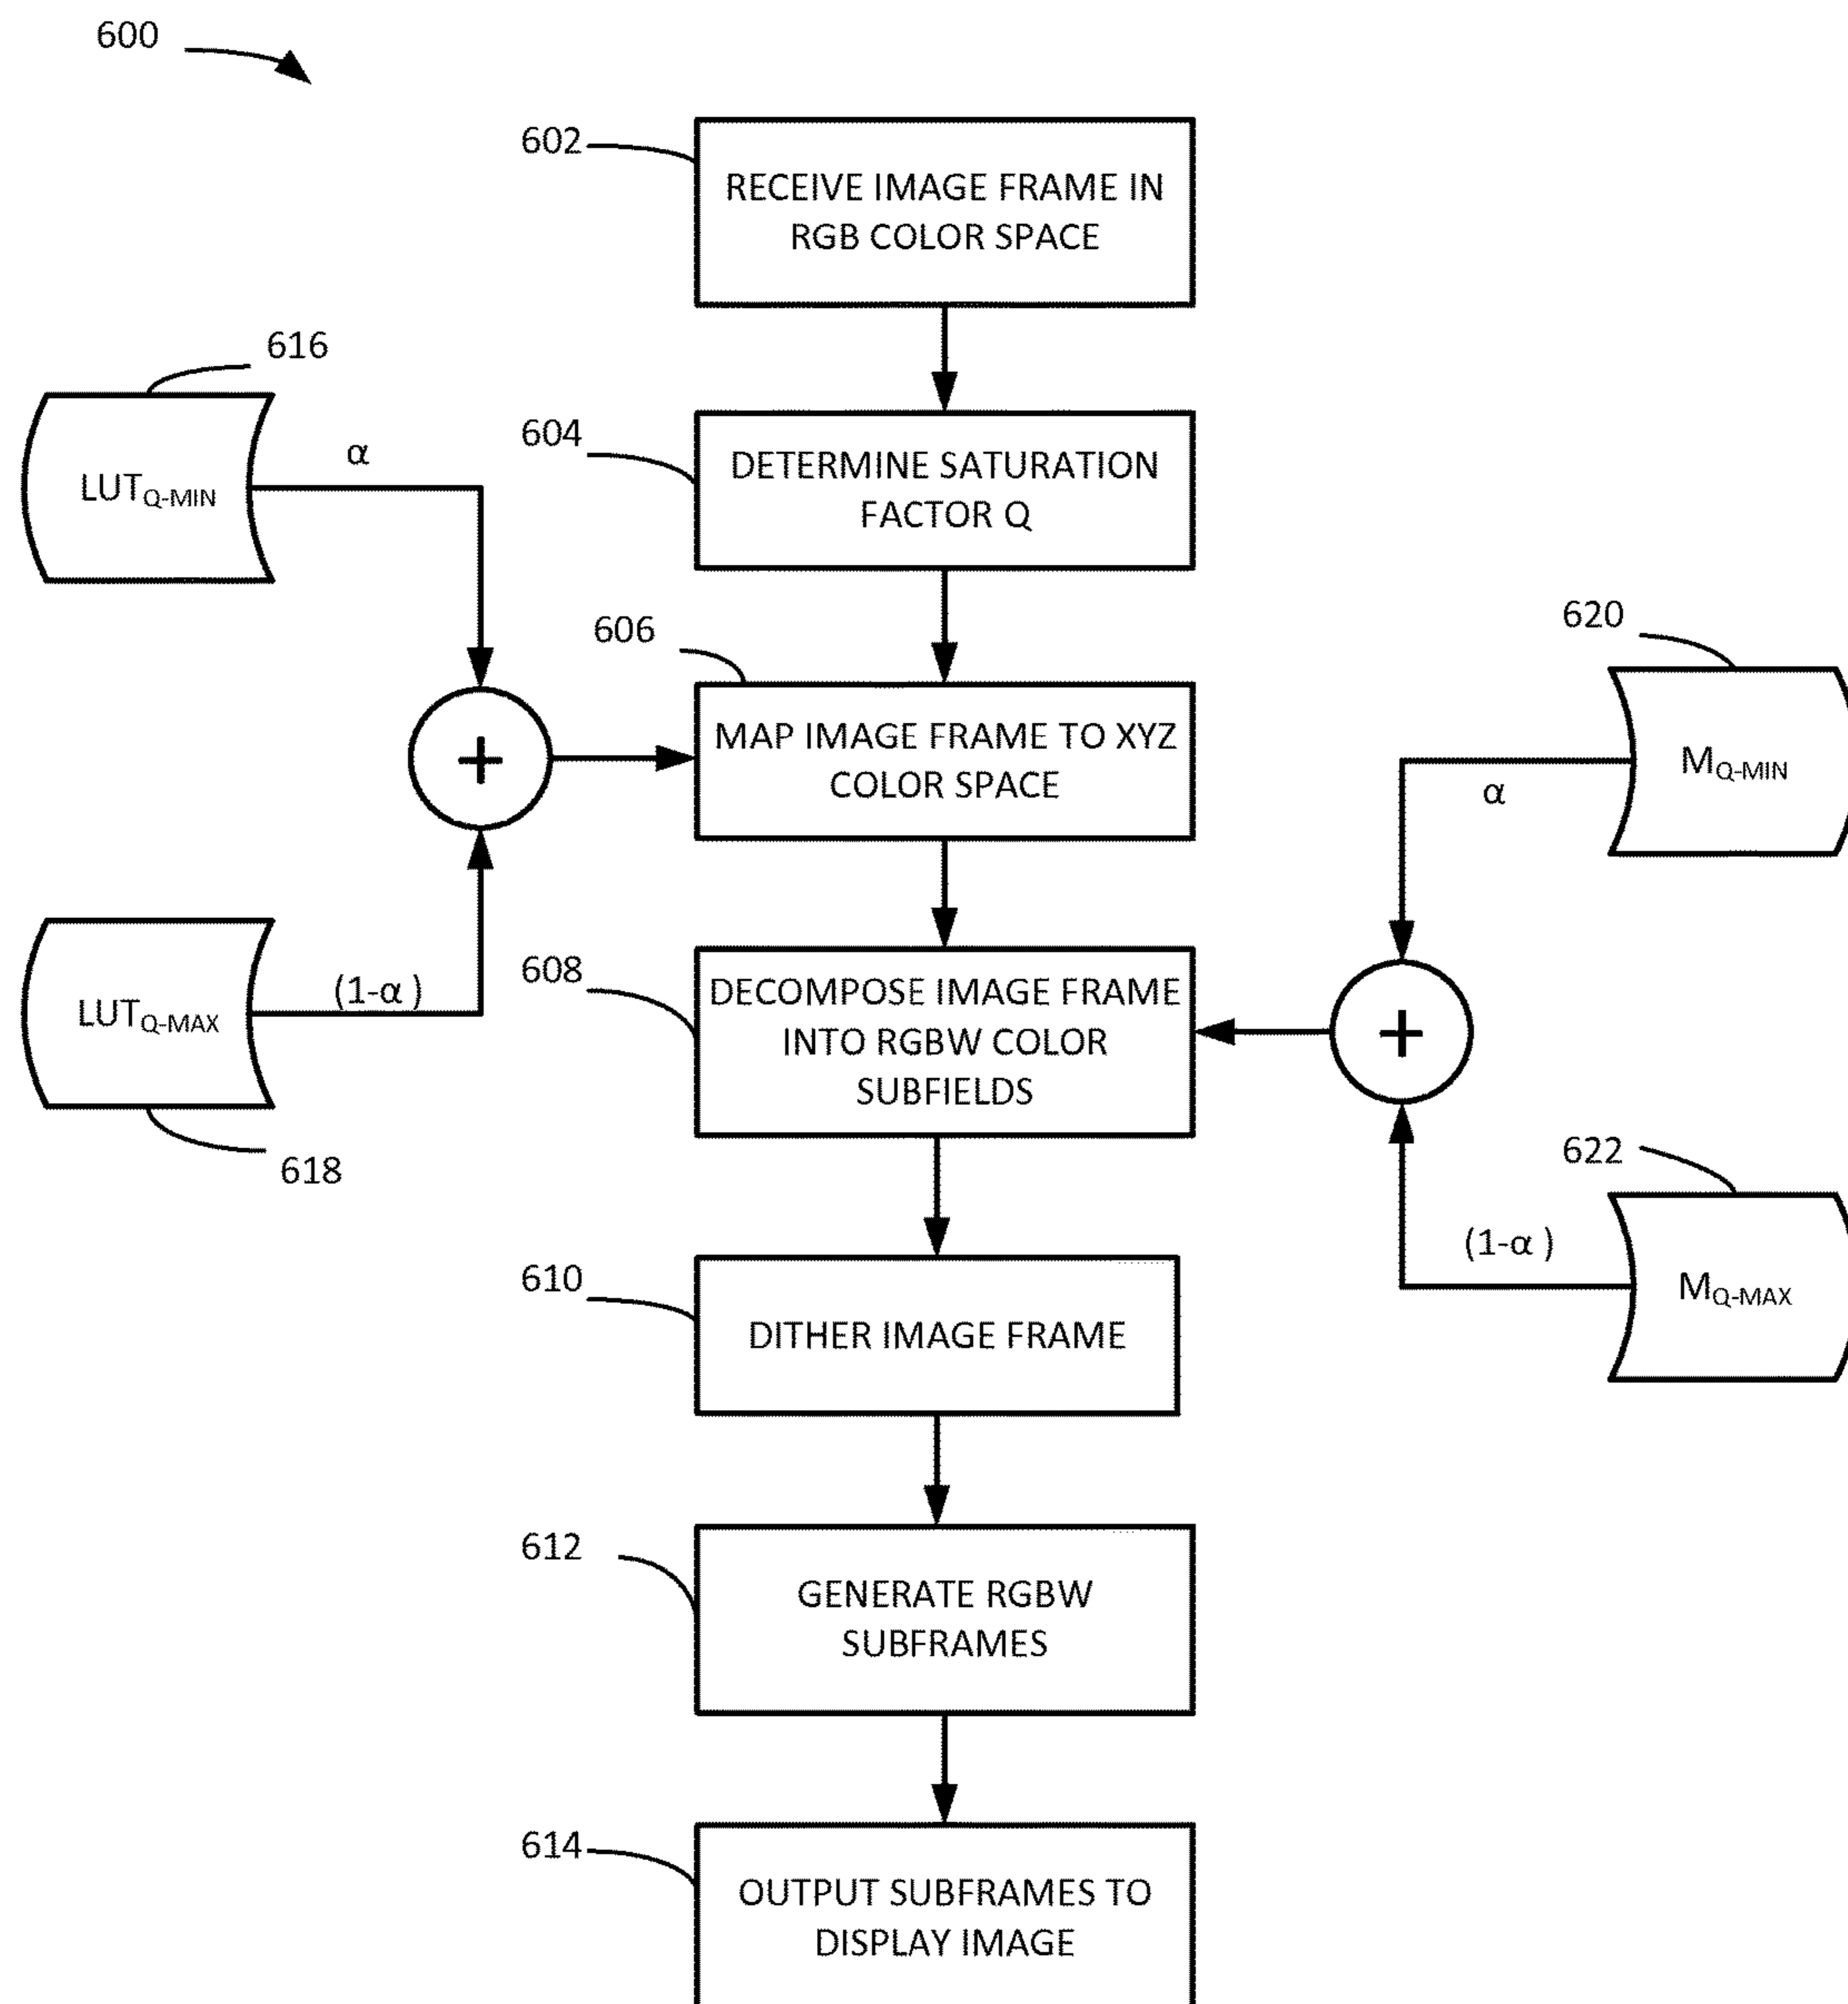 600
602
RECEIVE IMAGE FRAME IN
RGB COLOR SPACE
616
604
DETERMINE SATURATION
FACTOR Q
LUTQ-MIN
α
606
MAP IMAGE FRAME TO XYZ
COLOR SPACE
+
620
MQ-MIN
α
LUTQ-MAX
(1-α )
618
608
DECOMPOSE IMAGE FRAME
INTO RGBW COLOR
SUBFIELDS
+
622
MQ-MAX
(1-α )
610
DITHER IMAGE FRAME
612
GENERATE RGBW
SUBFRAMES
614
OUTPUT SUBFRAMES TO
DISPLAY IMAGE